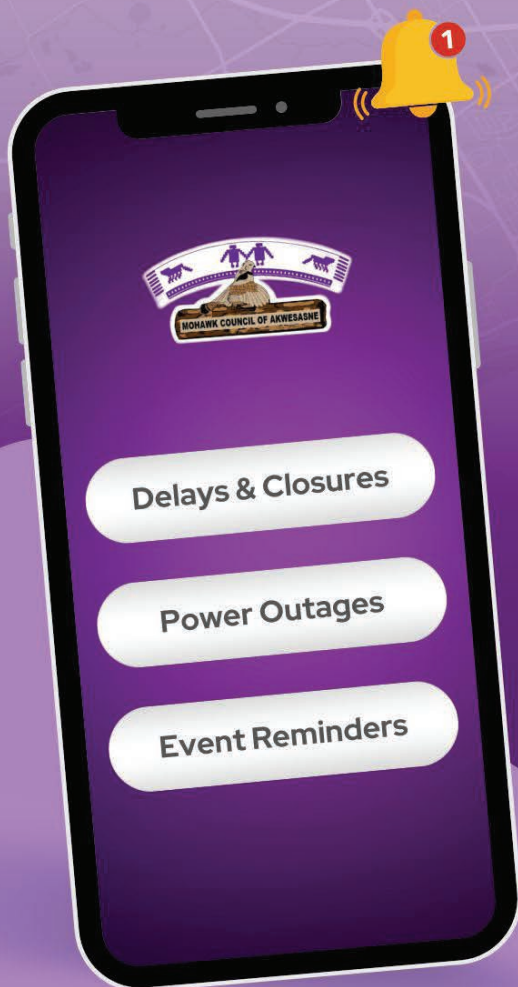 1
MOHAWK COUNCIL OF AKWESASNE
Delays & Closures
Power Outages
Event Reminders